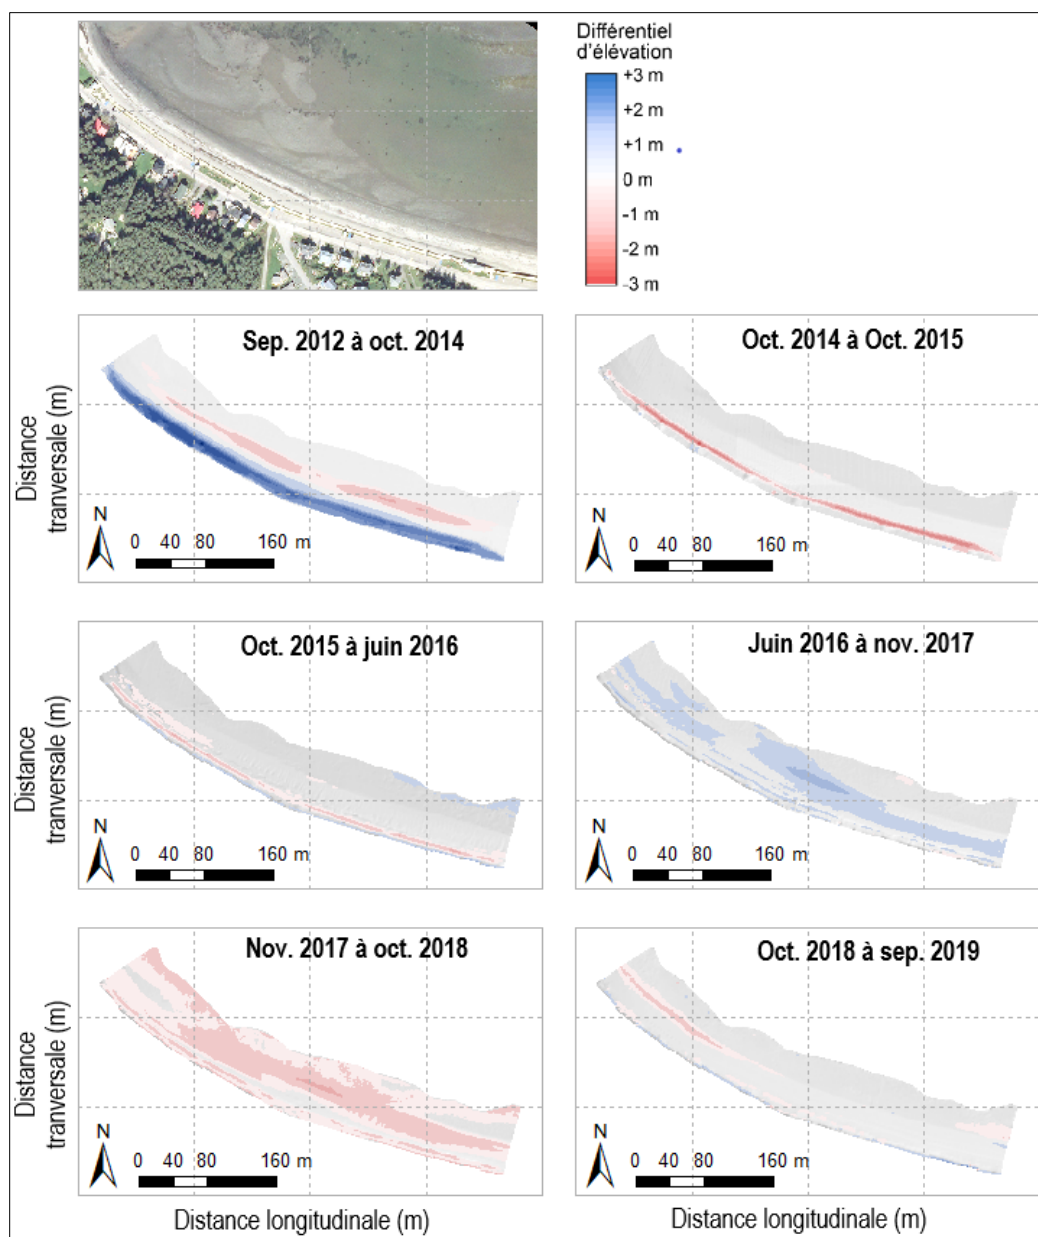 Différentiel
d'élévation
+3 m
+2 m
+1 m
0 m
-1 m
-2 m
-3 m
Sep. 2012 à oct. 2014
Oct. 2014 à Oct. 2015
Distance
tranversale (m)
N
0 40 80 160 m
N
0 40 80 160 m
Oct. 2015 à juin 2016
Juin 2016 à nov. 2017
Distance
tranversale (m)
N
0 40 80 160 m
N
0 40 80 160 m
Nov. 2017 à oct. 2018
Oct. 2018 à sep. 2019
Distance
tranversale (m)
N
0 40 80 160 m
N
0 40 80 160 m
Distance longitudinale (m)
Distance longitudinale (m)